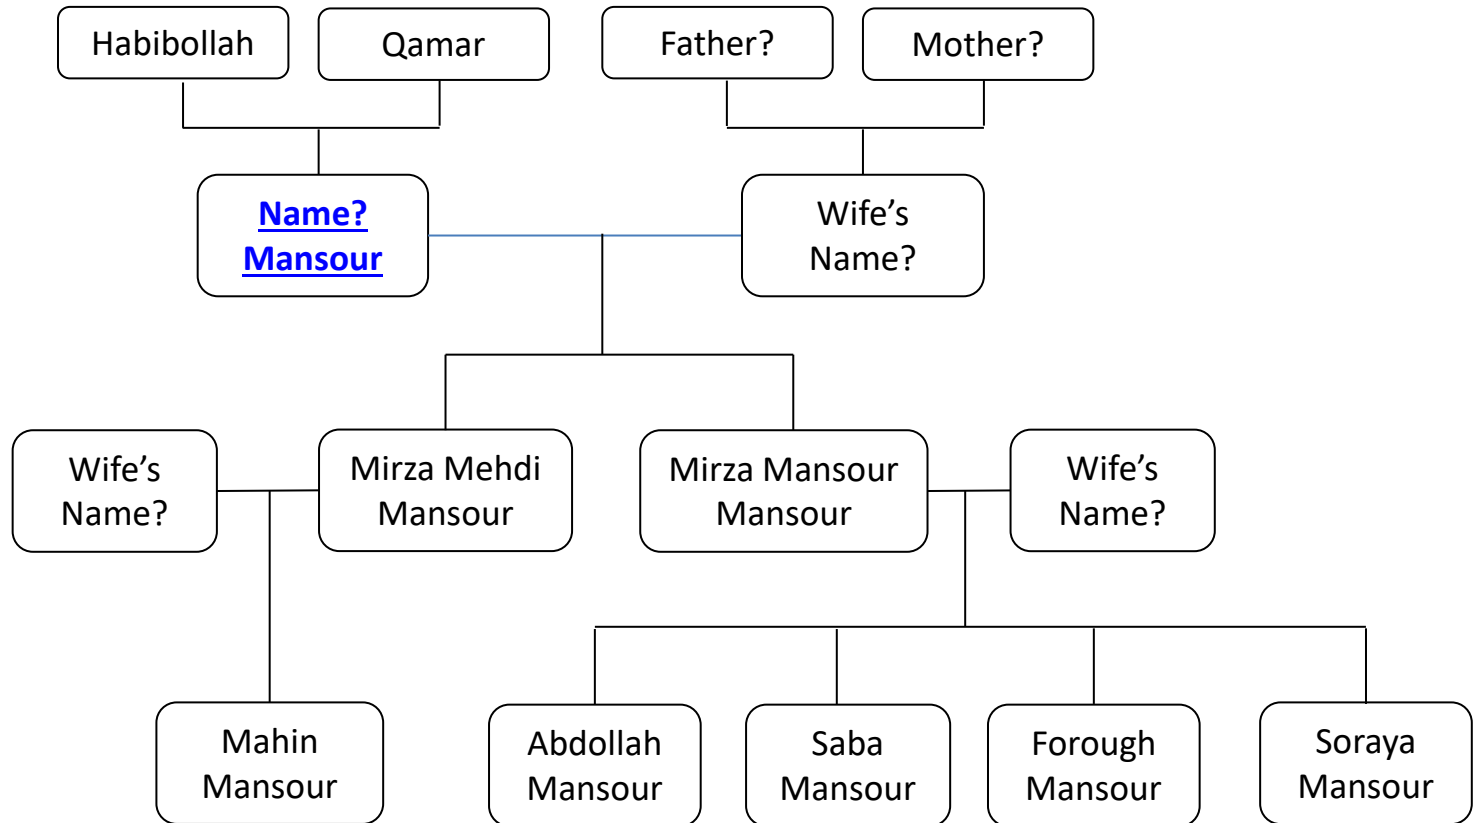 Habibollah
Qamar
Father?
Mother?
Name?
Mansour
Wife’s
Name?
Wife’s
Name?
Mirza Mehdi
Mansour
Mirza Mansour
Mansour
Wife’s
Name?
Mahin
Mansour
Abdollah
Mansour
Saba
Mansour
Forough
Mansour
Soraya
Mansour